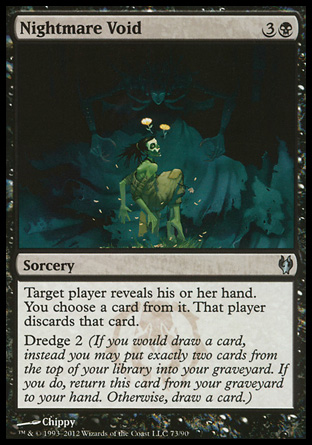 Nightmare Void 3
Sorcery
Target player reveals his or her hand.
You choose a card from it. That player
discards that card.
Dredge 2 (If you would draw a card,
instead you may put exactly two cards from
the top of your library into your graveyard. If
you do, return this card from your graveyard
to your hand. Otherwise, draw a card.)
Chippy
™ & © 1993–2012 Wizards of the Coast LLC 73/90